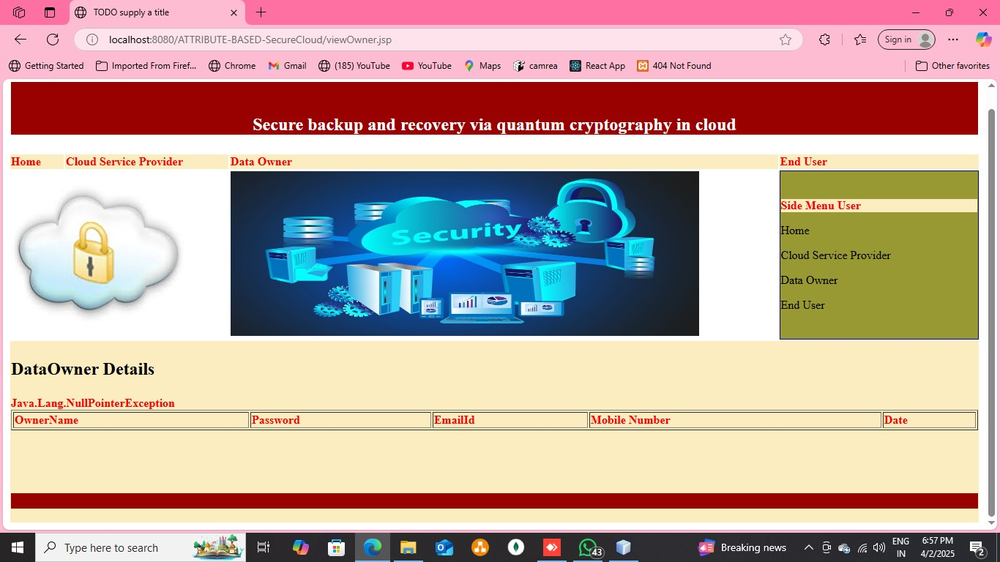 TODO supply a title
localhost:8080/ATTRIBUTE-BASED-SecureCloud/viewOwner.jsp
Sign in
Getting Started
Imported From Firef...
Chrome
Gmail
(185) YouTube
YouTube
Maps
camrea
React App
404 Not Found
Other favorites
Secure backup and recovery via quantum cryptography in cloud
Home Cloud Service Provider Data Owner End User
Security
Side Menu User
Home
Cloud Service Provider
Data Owner
End User
DataOwner Details
Java.Lang.NullPointerException
OwnerName Password EmailId Mobile Number Date
Type here to search
43
Breaking news
ENG
IN
6:57 PM
4/2/2025
2